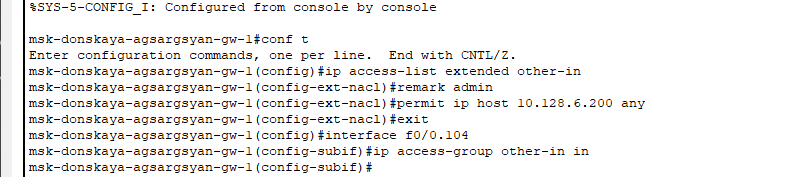 %SYS-5-CONFIG_I: Configured from console by console
msk-donskaya-agsargsyan-gw-1#conf t
Enter configuration commands, one per line.  End with CNTL/Z.
msk-donskaya-agsargsyan-gw-1(config)#ip access-list extended other-in
msk-donskaya-agsargsyan-gw-1(config-ext-nacl)#remark admin
msk-donskaya-agsargsyan-gw-1(config-ext-nacl)#permit ip host 10.128.6.200 any
msk-donskaya-agsargsyan-gw-1(config-ext-nacl)#exit
msk-donskaya-agsargsyan-gw-1(config)#interface f0/0.104
msk-donskaya-agsargsyan-gw-1(config-subif)#ip access-group other-in in
msk-donskaya-agsargsyan-gw-1(config-subif)#